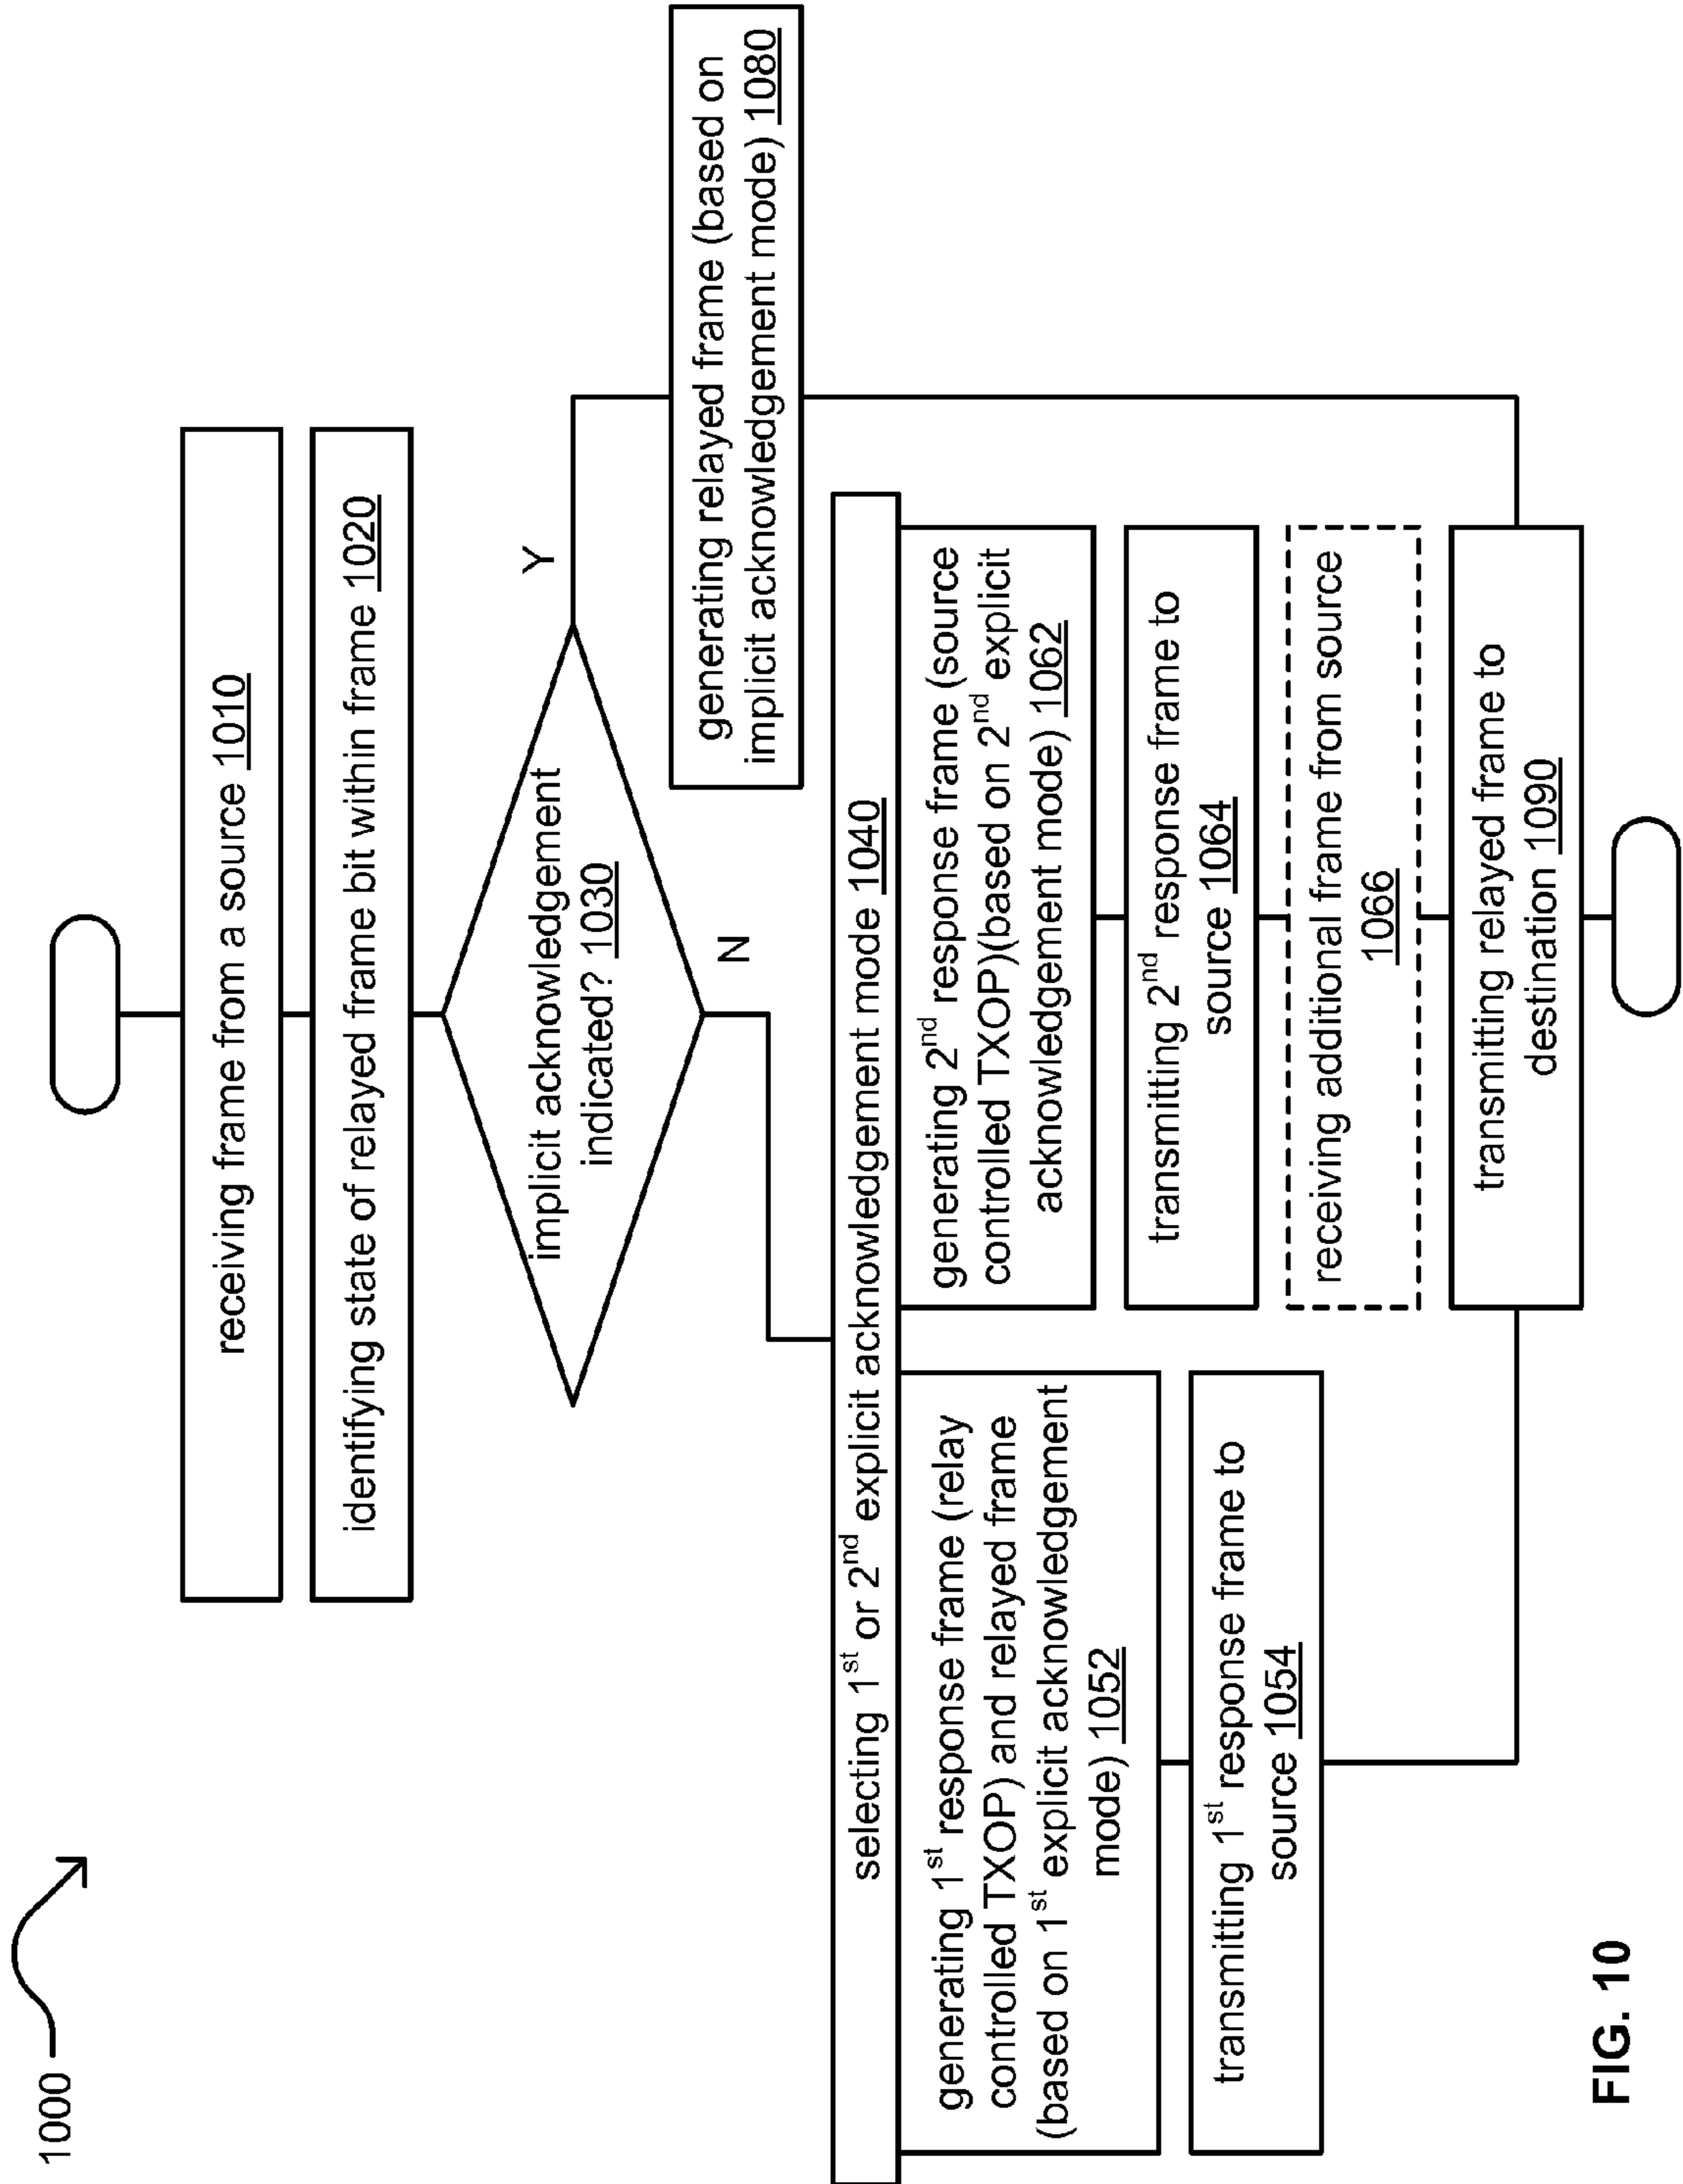 1000
receiving frame from a source 1010
identifying state of relayed frame bit within frame 1020
implicit acknowledgement
indicated? 1030
Y
N
generating relayed frame (based on
implicit acknowledgement mode) 1080
selecting 1st or 2nd explicit acknowledgement mode 1040
generating 1st response frame (relay
controlled TXOP) and relayed frame
(based on 1st explicit acknowledgement
mode) 1052
transmitting 1st response frame to
source 1054
generating 2nd response frame (source
controlled TXOP)(based on 2nd explicit
acknowledgement mode) 1062
transmitting 2nd response frame to
source 1064
receiving additional frame from source
1066
transmitting relayed frame to
destination 1090
FIG. 10